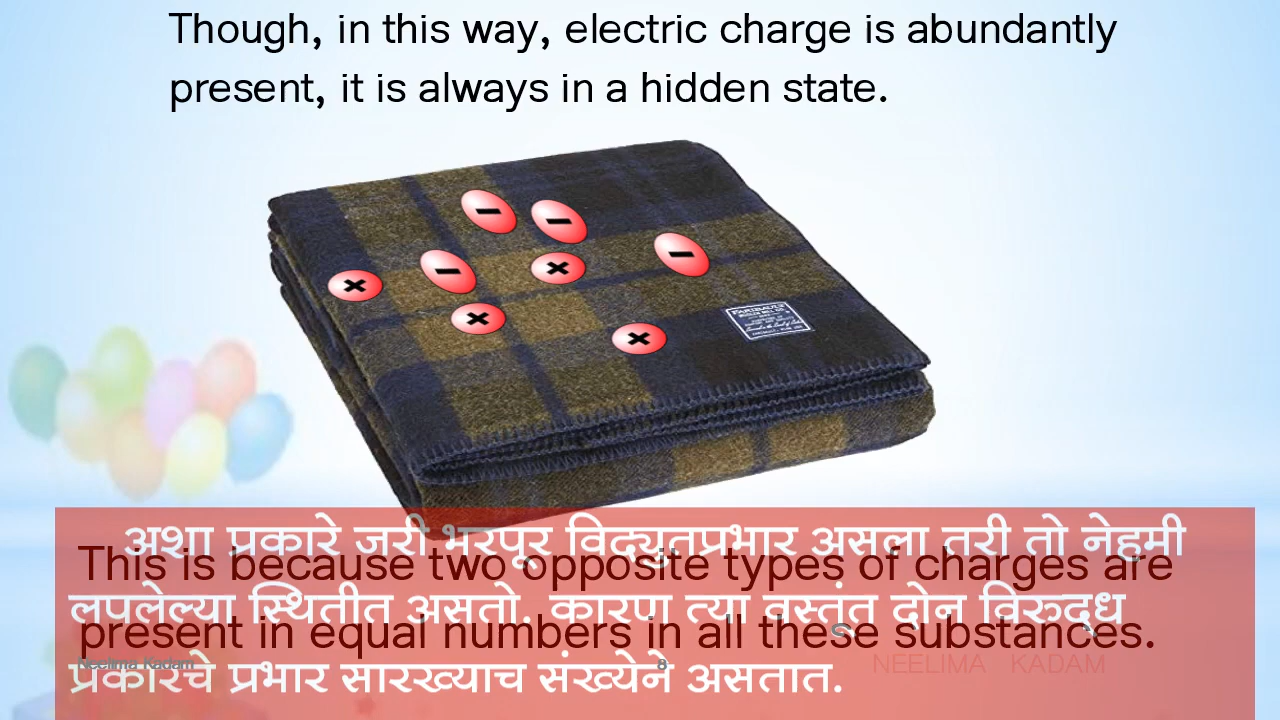 Though, in this way, electric charge is abundantly
present, it is always in a hidden state.
FARIBAULT
अशा प्रकारे जरी भरपूर विद्युतप्रभार असला तरी तो नेहमी
This is because two opposite types of charges are
लपलेल्या स्थितीत असतो. कारण त्या वस्तूंत दोन विरुद्ध
present in equal numbers in all these substances.
Neelima Kadam
8
NEELIMA KADAM
प्रकारचे प्रभार सारख्याच संख्येने असतात.